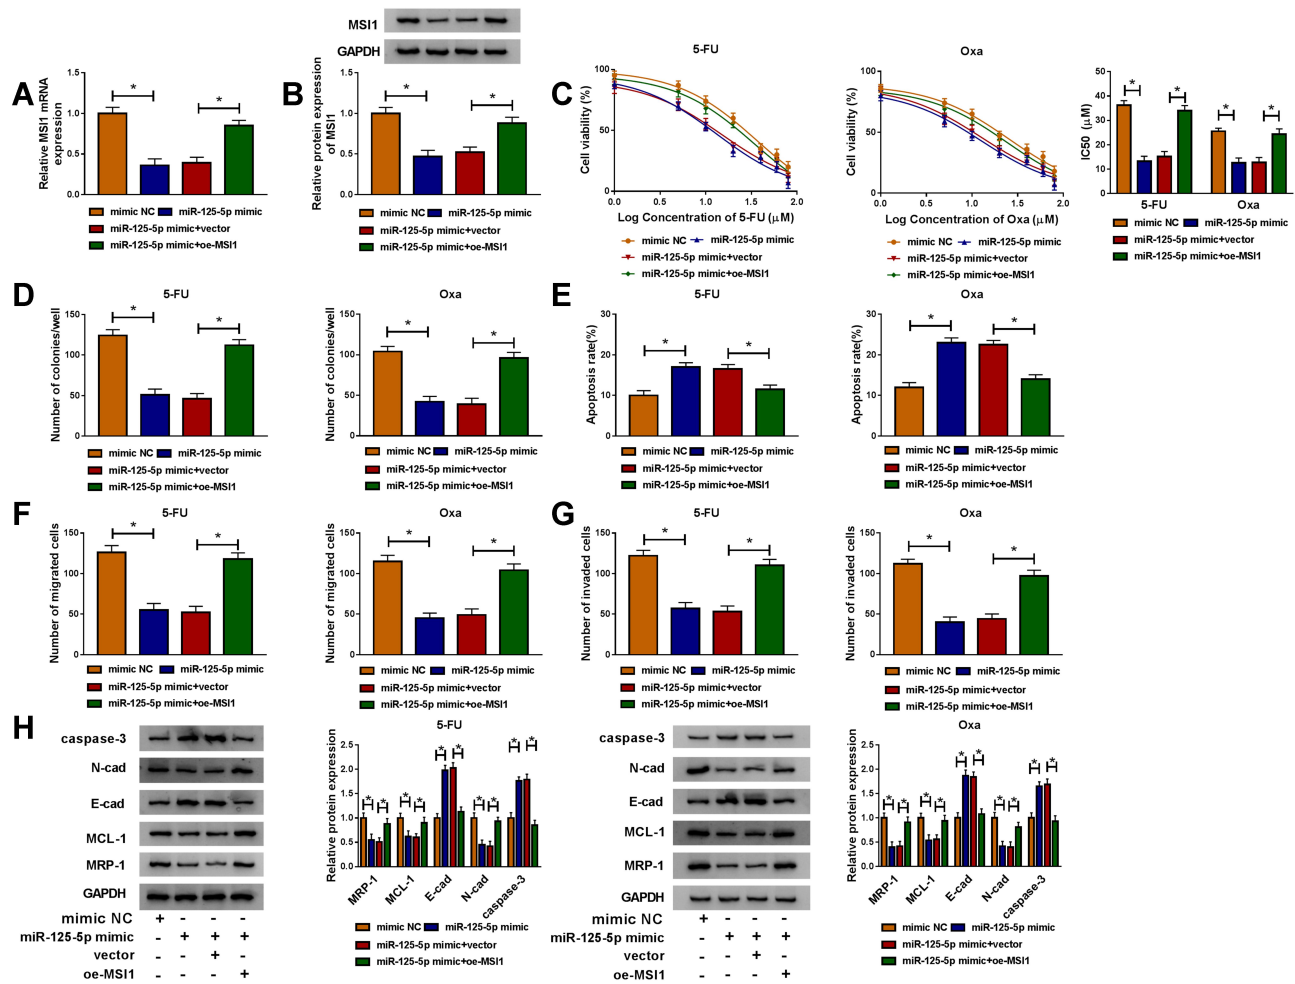 MSI1
GAPDH
A
Relative MSI1 mRNA
expression
1.5
1.0
0.5
0.0
*
*
mimic NC
miR-125-5p mimic
miR-125-5p mimic+vector
miR-125-5p mimic+oe-MSI1
B
Relative protein expression
of MSI1
1.5
1.0
0.5
0.0
*
*
mimic NC
miR-125-5p mimic
miR-125-5p mimic+vector
miR-125-5p mimic+oe-MSI1
C
5-FU
Cell viability (%)
100
50
0
0.0 0.5 1.0 1.5 2.0
Log Concentration of 5-FU (μM)
mimic NC
miR-125-5p mimic
miR-125-5p mimic+vector
miR-125-5p mimic+oe-MSI1
Oxa
Cell viability (%)
100
50
0
0.0 0.5 1.0 1.5 2.0
Log Concentration of Oxa (μM)
mimic NC
miR-125-5p mimic
miR-125-5p mimic+vector
miR-125-5p mimic+oe-MSI1
IC50 (μM)
50
40
30
20
10
0
* * * *
5-FU Oxa
mimic NC
miR-125-5p mimic
miR-125-5p mimic+vector
miR-125-5p mimic+oe-MSI1
D
5-FU
Number of colonies/well
150
100
50
0
*
*
mimic NC
miR-125-5p mimic
miR-125-5p mimic+vector
miR-125-5p mimic+oe-MSI1
Oxa
Number of colonies/well
150
100
50
0
*
*
mimic NC
miR-125-5p mimic
miR-125-5p mimic+vector
miR-125-5p mimic+oe-MSI1
E
5-FU
Apoptosis rate(%)
30
20
10
0
*
*
mimic NC
miR-125-5p mimic
miR-125-5p mimic+vector
miR-125-5p mimic+oe-MSI1
Oxa
Apoptosis rate(%)
30
20
10
0
*
*
mimic NC
miR-125-5p mimic
miR-125-5p mimic+vector
miR-125-5p mimic+oe-MSI1
F
5-FU
Number of migrated cells
150
100
50
0
*
*
mimic NC
miR-125-5p mimic
miR-125-5p mimic+vector
miR-125-5p mimic+oe-MSI1
Oxa
Number of migrated cells
150
100
50
0
*
*
mimic NC
miR-125-5p mimic
miR-125-5p mimic+vector
miR-125-5p mimic+oe-MSI1
G
5-FU
Number of invaded cells
150
100
50
0
*
*
mimic NC
miR-125-5p mimic
miR-125-5p mimic+vector
miR-125-5p mimic+oe-MSI1
Oxa
Number of invaded cells
150
100
50
0
*
*
mimic NC
miR-125-5p mimic
miR-125-5p mimic+vector
miR-125-5p mimic+oe-MSI1
H
caspase-3
N-cad
E-cad
MCL-1
MRP-1
GAPDH
mimic NC + - - -
miR-125-5p mimic - + + +
vector - - + -
oe-MSI1 - - - +
5-FU
Relative protein expression
2.5
2.0
1.5
1.0
0.5
0.0
* * * * * * * * * *
MRP-1 MCL-1 E-cad N-cad caspase-3
mimic NC
miR-125-5p mimic
miR-125-5p mimic+vector
miR-125-5p mimic+oe-MSI1
caspase-3
N-cad
E-cad
MCL-1
MRP-1
GAPDH
mimic NC + - - -
miR-125-5p mimic - + + +
vector - - + -
oe-MSI1 - - - +
Oxa
Relative protein expression
2.5
2.0
1.5
1.0
0.5
0.0
* * * * * * * * * *
MRP-1 MCL-1 E-cad N-cad caspase-3
mimic NC
miR-125-5p mimic
miR-125-5p mimic+vector
miR-125-5p mimic+oe-MSI1